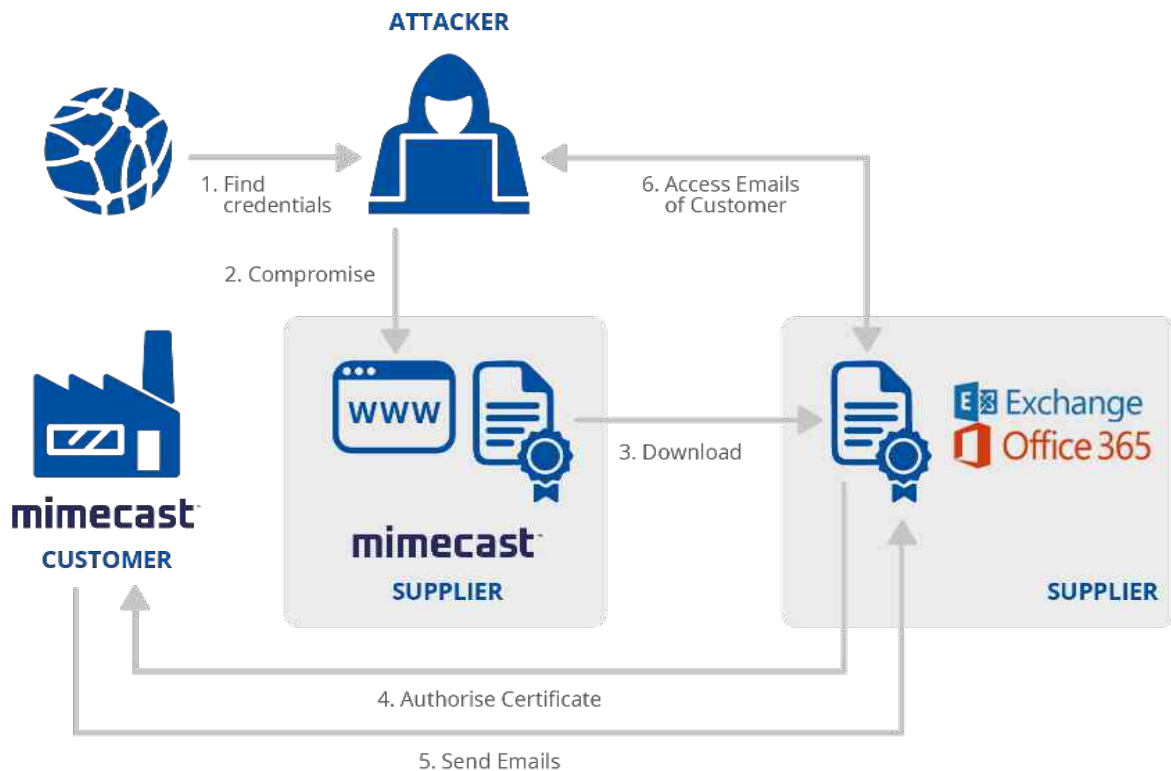 ATTACKER
1. Find
credentials
6. Access Emails
of Customer
2. Compromise
www
E Exchange
Office 365
3. Download
mimecast
CUSTOMER
mimecast
SUPPLIER
SUPPLIER
4. Authorise Certificate
5. Send Emails